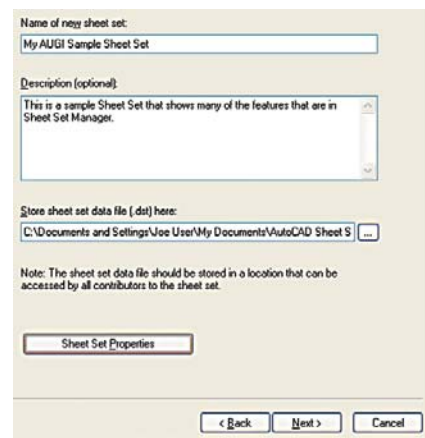 Name of new sheet set:
My AUGI Sample Sheet Set
Description (optional):
This is a sample Sheet Set that shows many of the features that are in
Sheet Set Manager.
Store sheet set data file (.dst) here:
C:\Documents and Settings\Joe User\My Documents\AutoCAD Sheet S
...
Note: The sheet set data file should be stored in a location that can be
accessed by all contributors to the sheet set.
Sheet Set Properties
< Back Next > Cancel